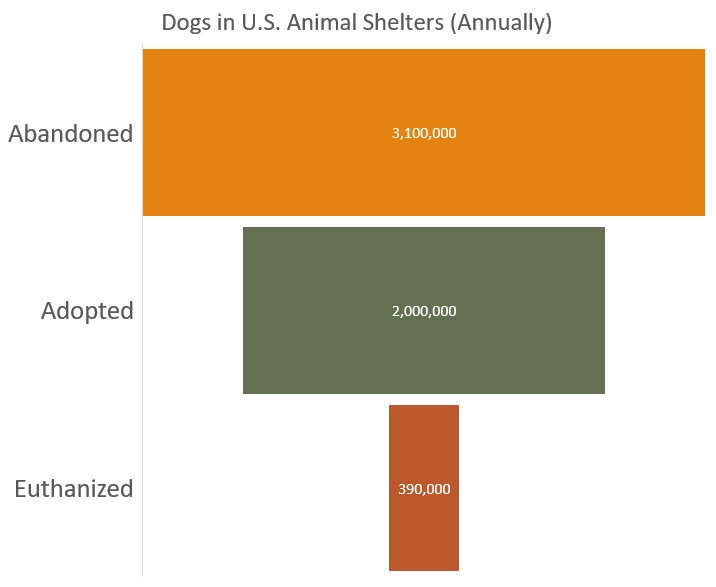 Dogs in U.S. Animal Shelters (Annually)
Abandoned
3,100,000
Adopted
2,000,000
Euthanized
390,000